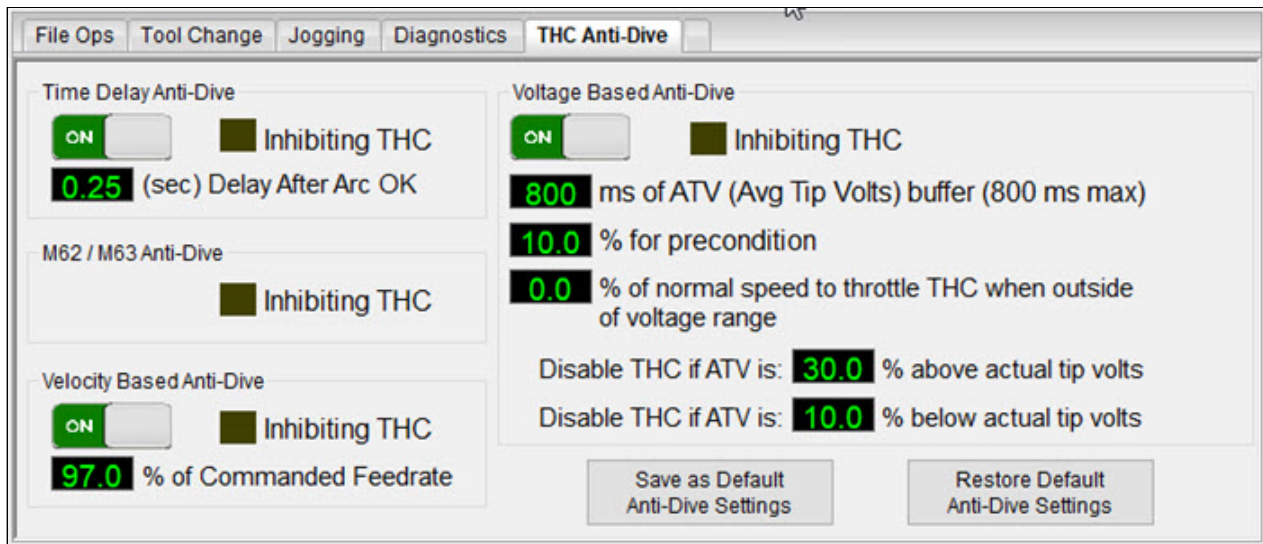 File Ops
Tool Change
Jogging
Diagnostics
THC Anti-Dive
Time Delay Anti-Dive
ON
Inhibiting THC
0.25 (sec) Delay After Arc OK
M62 / M63 Anti-Dive
Inhibiting THC
Velocity Based Anti-Dive
ON
Inhibiting THC
97.0 % of Commanded Feedrate
Voltage Based Anti-Dive
ON
Inhibiting THC
800 ms of ATV (Avg Tip Volts) buffer (800 ms max)
10.0 % for precondition
0.0 % of normal speed to throttle THC when outside
of voltage range
Disable THC if ATV is: 30.0 % above actual tip volts
Disable THC if ATV is: 10.0 % below actual tip volts
Save as Default
Anti-Dive Settings
Restore Default
Anti-Dive Settings